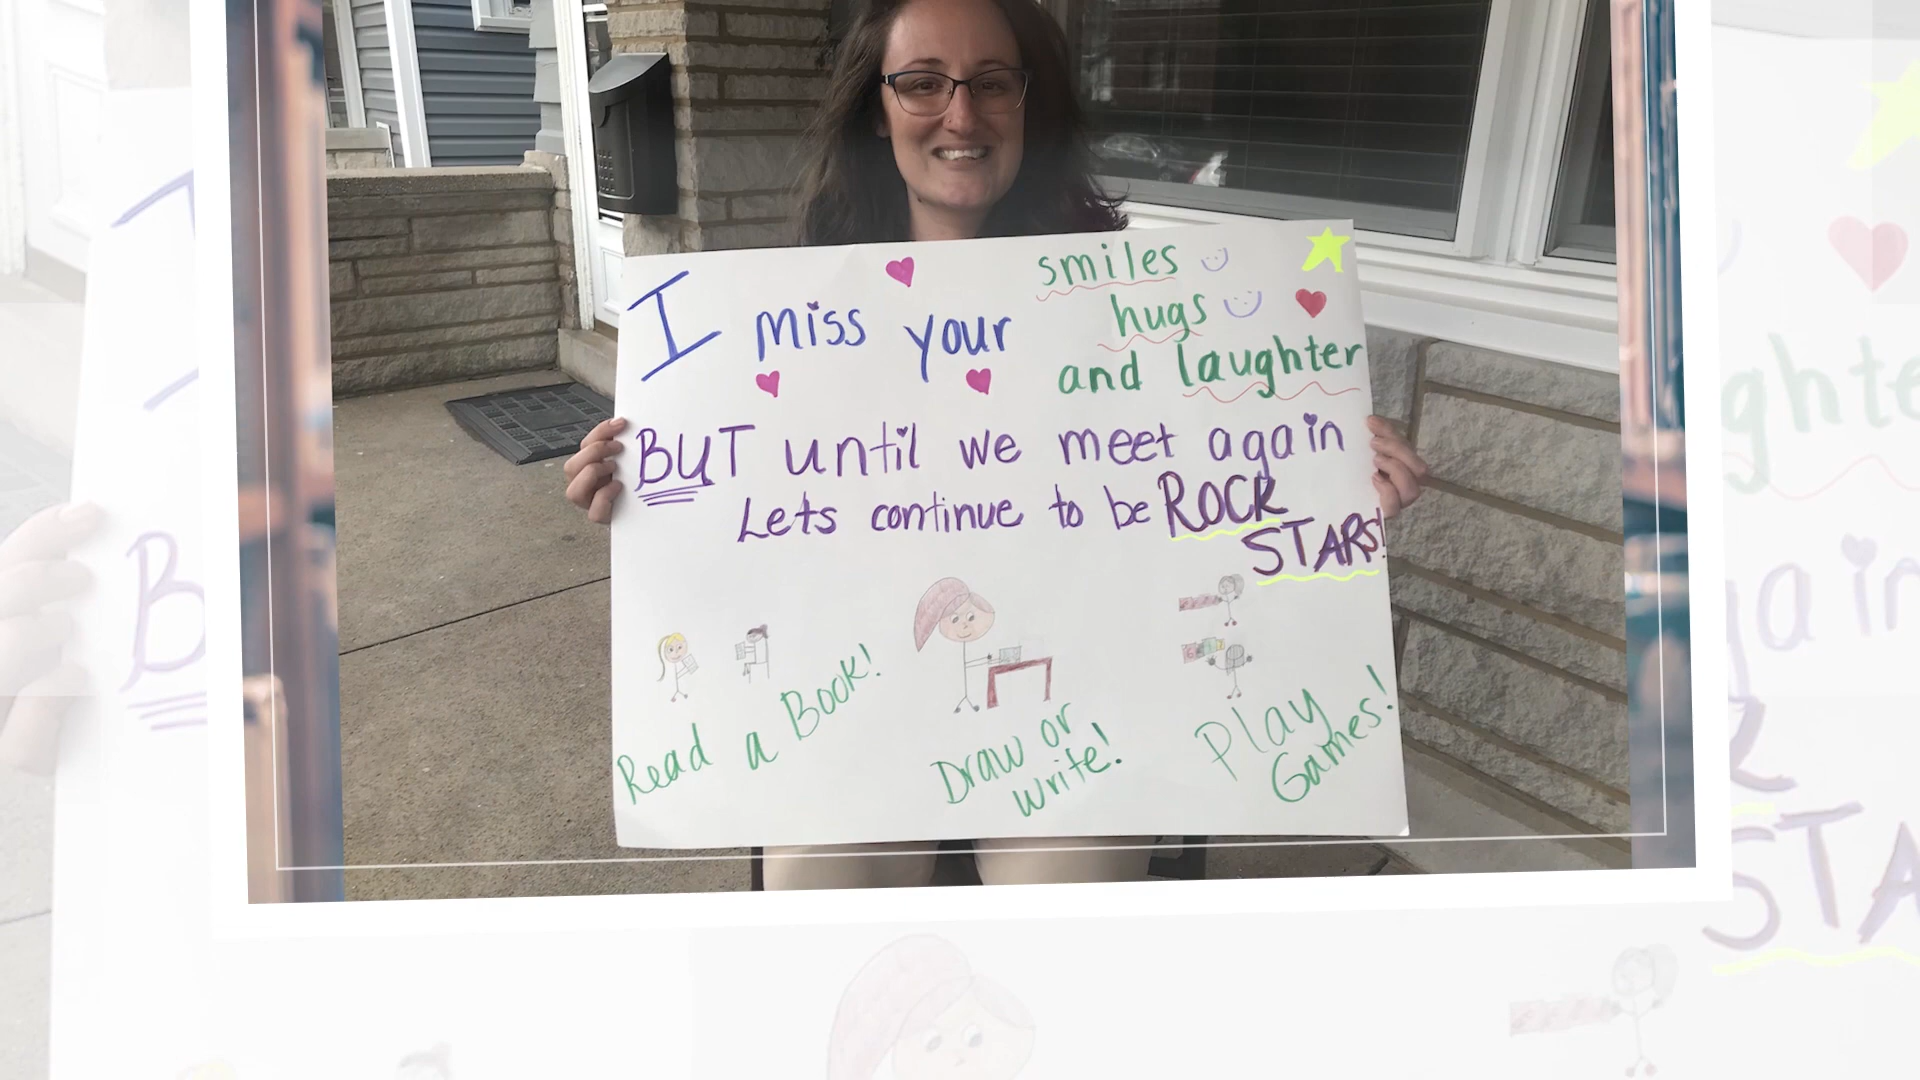 I miss your
smiles
hugs
and laughter
BUT until we meet again
Lets continue to be ROCK
STARS!
Read a Book!
Draw or
write!
Play
Games!